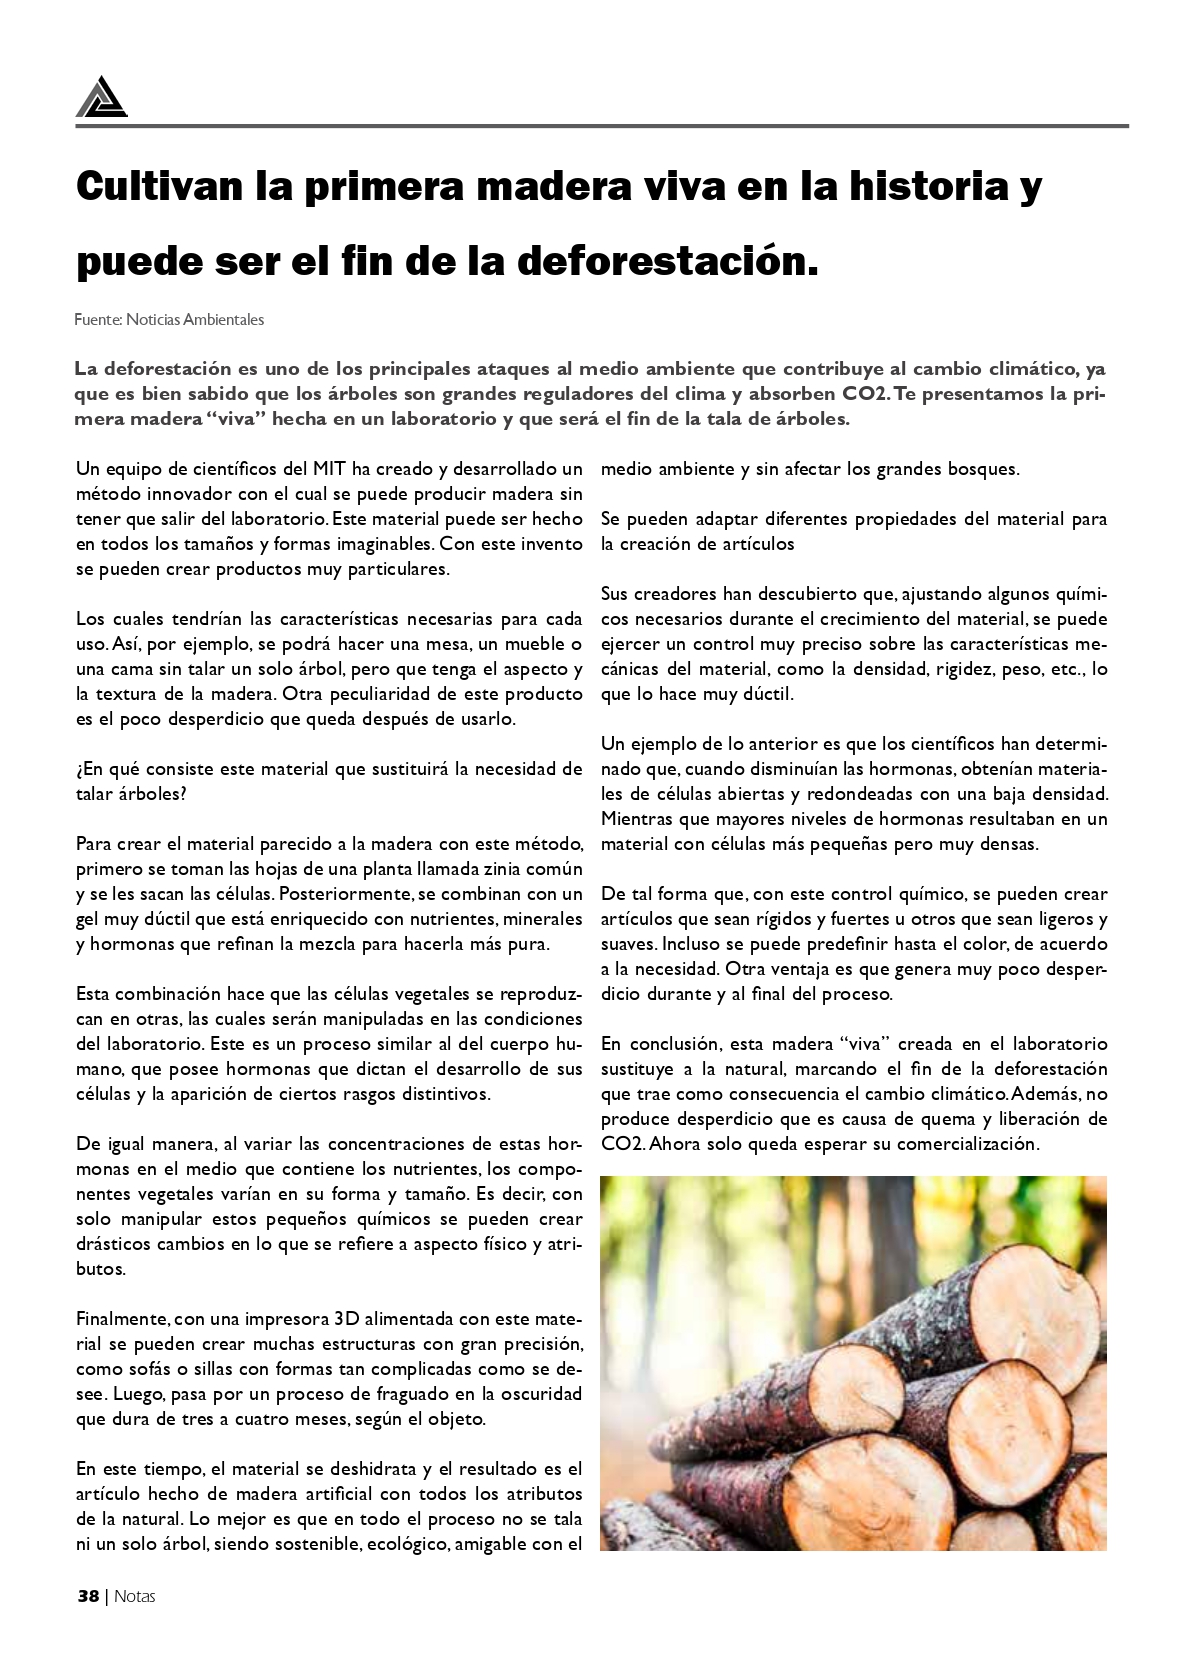 Cultivan la primera madera viva en la historia y
puede ser el fin de la deforestación.
Fuente: Noticias Ambientales
La deforestación es uno de los principales ataques al medio ambiente que contribuye al cambio climático, ya
que es bien sabido que los árboles son grandes reguladores del clima y absorben CO2. Te presentamos la pri-
mera madera “viva” hecha en un laboratorio y que será el fin de la tala de árboles.
Un equipo de científicos del MIT ha creado y desarrollado un
método innovador con el cual se puede producir madera sin
tener que salir del laboratorio. Este material puede ser hecho
en todos los tamaños y formas imaginables. Con este invento
se pueden crear productos muy particulares.
Los cuales tendrían las características necesarias para cada
uso. Así, por ejemplo, se podrá hacer una mesa, un mueble o
una cama sin talar un solo árbol, pero que tenga el aspecto y
la textura de la madera. Otra peculiaridad de este producto
es el poco desperdicio que queda después de usarlo.
¿En qué consiste este material que sustituirá la necesidad de
talar árboles?
Para crear el material parecido a la madera con este método,
primero se toman las hojas de una planta llamada zinia común
y se les sacan las células. Posteriormente, se combinan con un
gel muy dúctil que está enriquecido con nutrientes, minerales
y hormonas que refinan la mezcla para hacerla más pura.
Esta combinación hace que las células vegetales se reproduz-
can en otras, las cuales serán manipuladas en las condiciones
del laboratorio. Este es un proceso similar al del cuerpo hu-
mano, que posee hormonas que dictan el desarrollo de sus
células y la aparición de ciertos rasgos distintivos.
De igual manera, al variar las concentraciones de estas hor-
monas en el medio que contiene los nutrientes, los compo-
nentes vegetales varían en su forma y tamaño. Es decir, con
solo manipular estos pequeños químicos se pueden crear
drásticos cambios en lo que se refiere a aspecto físico y atri-
butos.
Finalmente, con una impresora 3D alimentada con este mate-
rial se pueden crear muchas estructuras con gran precisión,
como sofás o sillas con formas tan complicadas como se de-
see. Luego, pasa por un proceso de fraguado en la oscuridad
que dura de tres a cuatro meses, según el objeto.
En este tiempo, el material se deshidrata y el resultado es el
artículo hecho de madera artificial con todos los atributos
de la natural. Lo mejor es que en todo el proceso no se tala
ni un solo árbol, siendo sostenible, ecológico, amigable con el
medio ambiente y sin afectar los grandes bosques.
Se pueden adaptar diferentes propiedades del material para
la creación de artículos
Sus creadores han descubierto que, ajustando algunos quími-
cos necesarios durante el crecimiento del material, se puede
ejercer un control muy preciso sobre las características me-
cánicas del material, como la densidad, rigidez, peso, etc., lo
que lo hace muy dúctil.
Un ejemplo de lo anterior es que los científicos han determi-
nado que, cuando disminuían las hormonas, obtenían materia-
les de células abiertas y redondeadas con una baja densidad.
Mientras que mayores niveles de hormonas resultaban en un
material con células más pequeñas pero muy densas.
De tal forma que, con este control químico, se pueden crear
artículos que sean rígidos y fuertes u otros que sean ligeros y
suaves. Incluso se puede predefinir hasta el color, de acuerdo
a la necesidad. Otra ventaja es que genera muy poco desper-
dicio durante y al final del proceso.
En conclusión, esta madera “viva” creada en el laboratorio
sustituye a la natural, marcando el fin de la deforestación
que trae como consecuencia el cambio climático. Además, no
produce desperdicio que es causa de quema y liberación de
CO2. Ahora solo queda esperar su comercialización.
38 | Notas